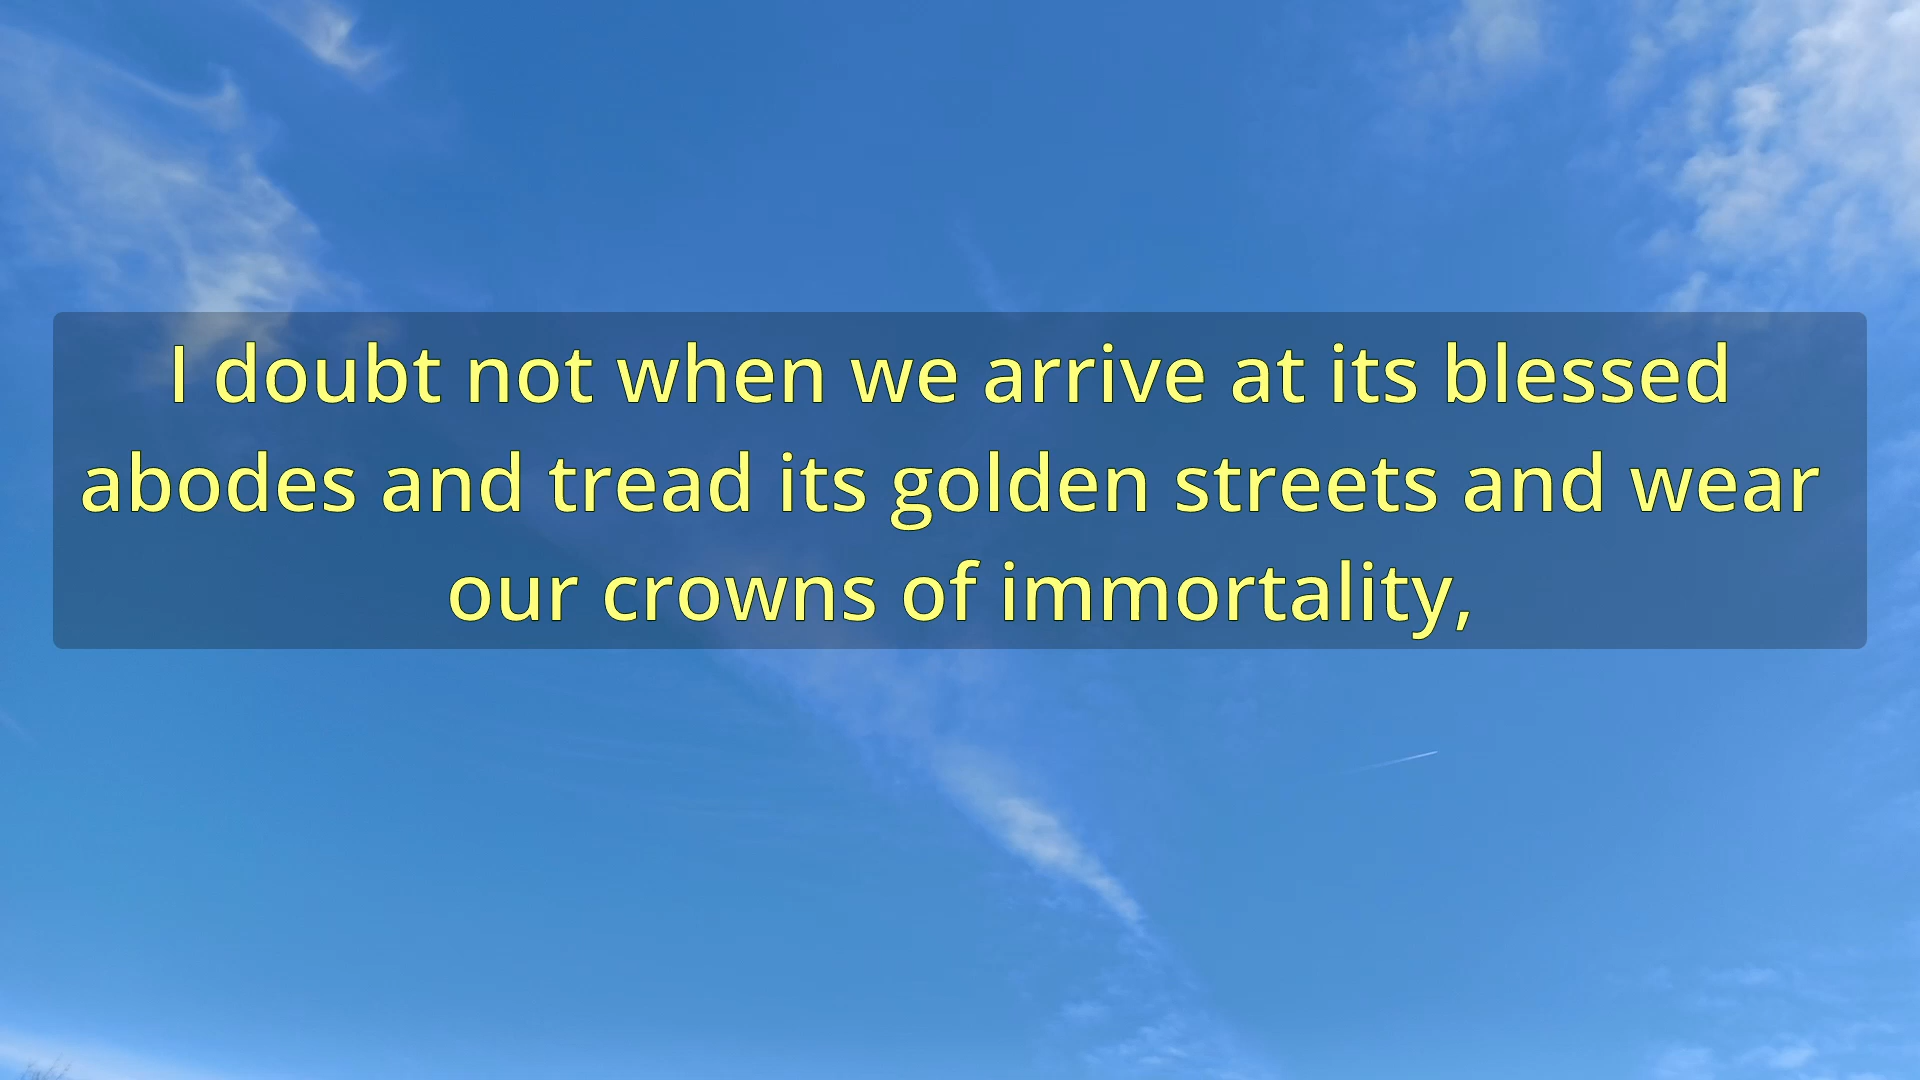 I doubt not when we arrive at its blessed
abodes and tread its golden streets and wear
our crowns of immortality,